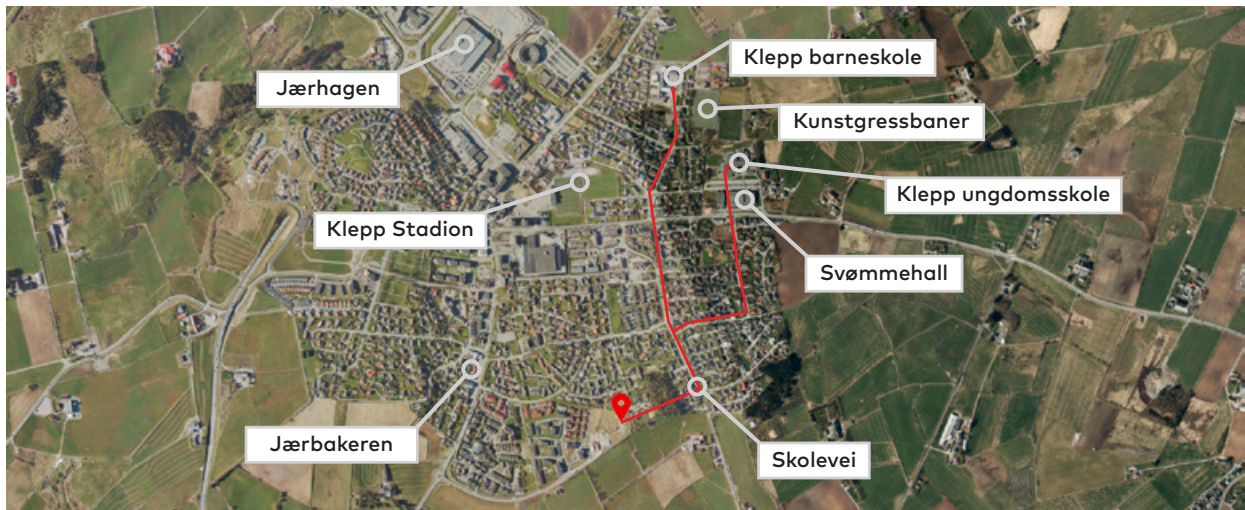 Klepp barneskole
Jærhagen
Kunstgressbaner
Klepp ungdomsskole
Klepp Stadion
Svømmehall
Jærbakeren
Skolevei